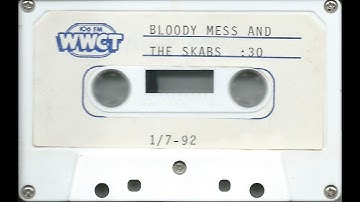 106 FM
WWCT
BLOODY MESS AND
THE SKABS :30
1/7-92